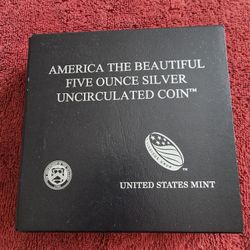 AMERICA THE BEAUTIFUL
FIVE OUNCE SILVER
UNCIRCULATED COIN™
UNITED STATES MINT